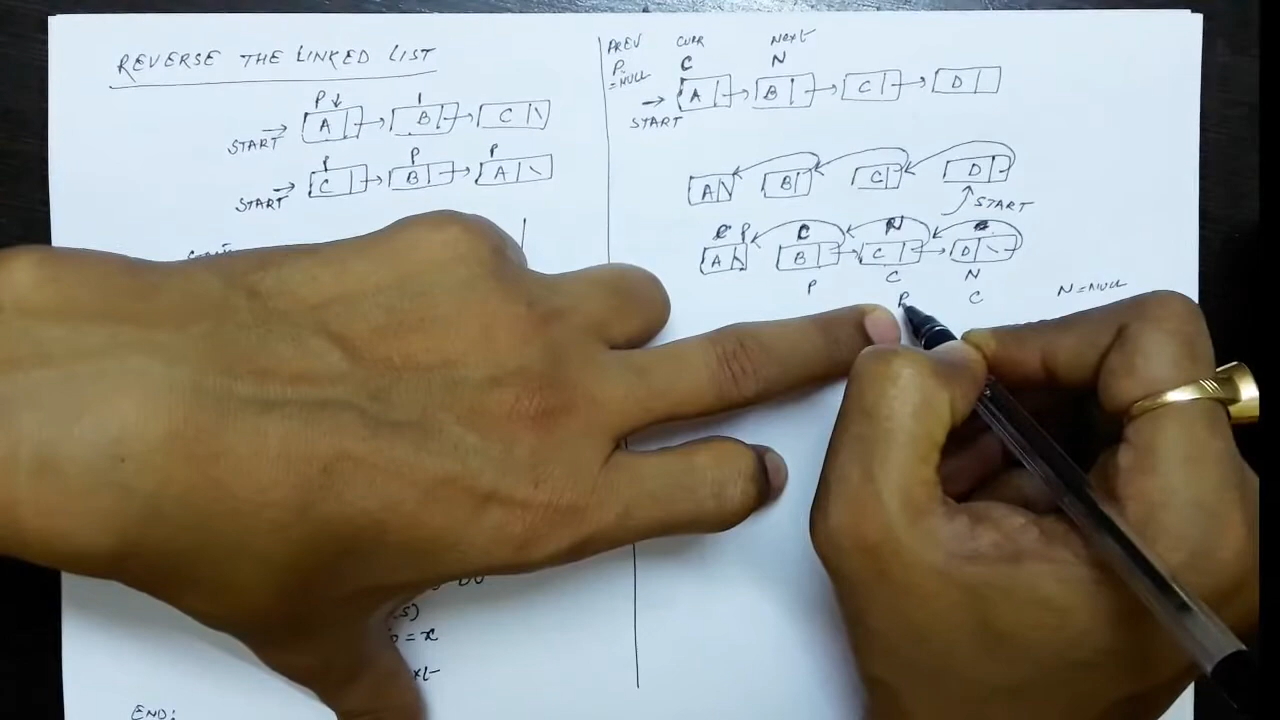 REVERSE THE LINKED LIST
P
START A B C
P P P
START C B A
(S)
= x
END:
PREV CURR Next
P C N
=NULL
A B C D
START
A B C D
START
C P C N
A B C D
P C N
P C N=NULL